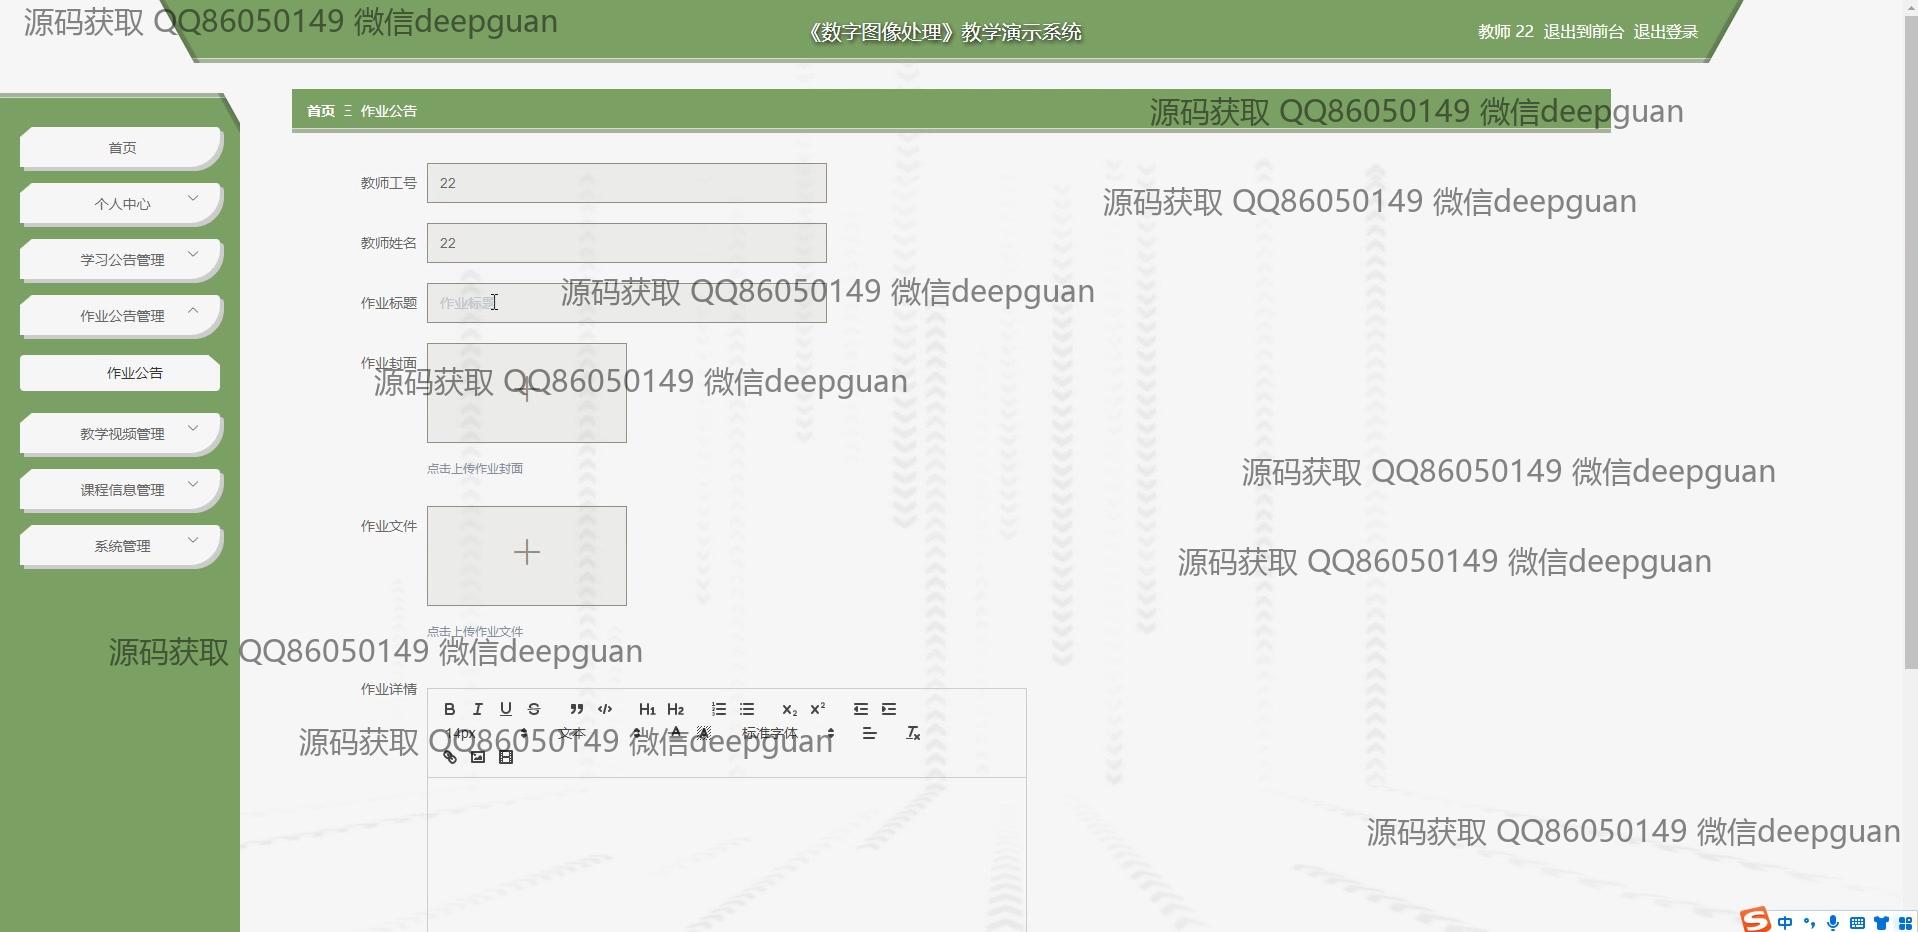 源码获取 QQ86050149 微信deepguan
《数字图像处理》教学演示系统
教师 22 退出到前台 退出登录
首页 Ξ 作业公告
源码获取 QQ86050149 微信deepguan
首页
个人中心
学习公告管理
作业公告管理
作业公告
教学视频管理
课程信息管理
系统管理
教师工号 22
源码获取 QQ86050149 微信deepguan
教师姓名 22
源码获取 QQ86050149 微信deepguan
作业标题 作业标题
作业封面
源码获取 QQ86050149 微信deepguan
点击上传作业封面
源码获取 QQ86050149 微信deepguan
作业文件
源码获取 QQ86050149 微信deepguan
点击上传作业文件
源码获取 QQ86050149 微信deepguan
作业详情
B I U S H1 H2 X2 X2
14px 文本 A A 标准字体 Tx
源码获取 QQ86050149 微信deepguan
源码获取 QQ86050149 微信deepguan
S 中